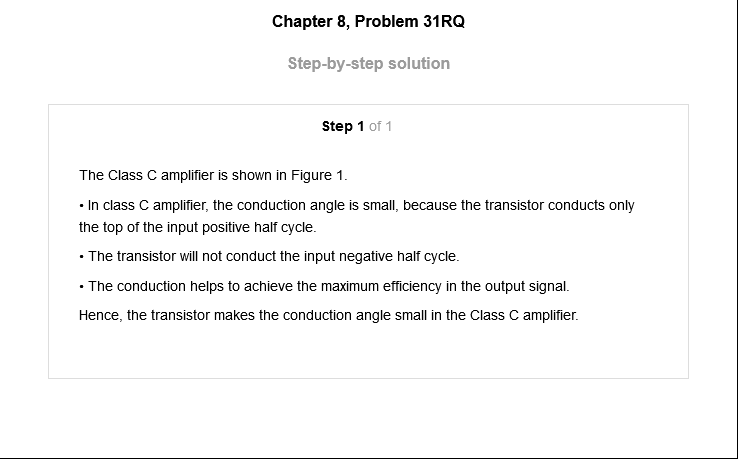 Chapter 8, Problem 31RQ
Step-by-step solution
Step 1 of 1
The Class C amplifier is shown in Figure 1.
• In class C amplifier, the conduction angle is small, because the transistor conducts only
the top of the input positive half cycle.
• The transistor will not conduct the input negative half cycle.
• The conduction helps to achieve the maximum efficiency in the output signal.
Hence, the transistor makes the conduction angle small in the Class C amplifier.